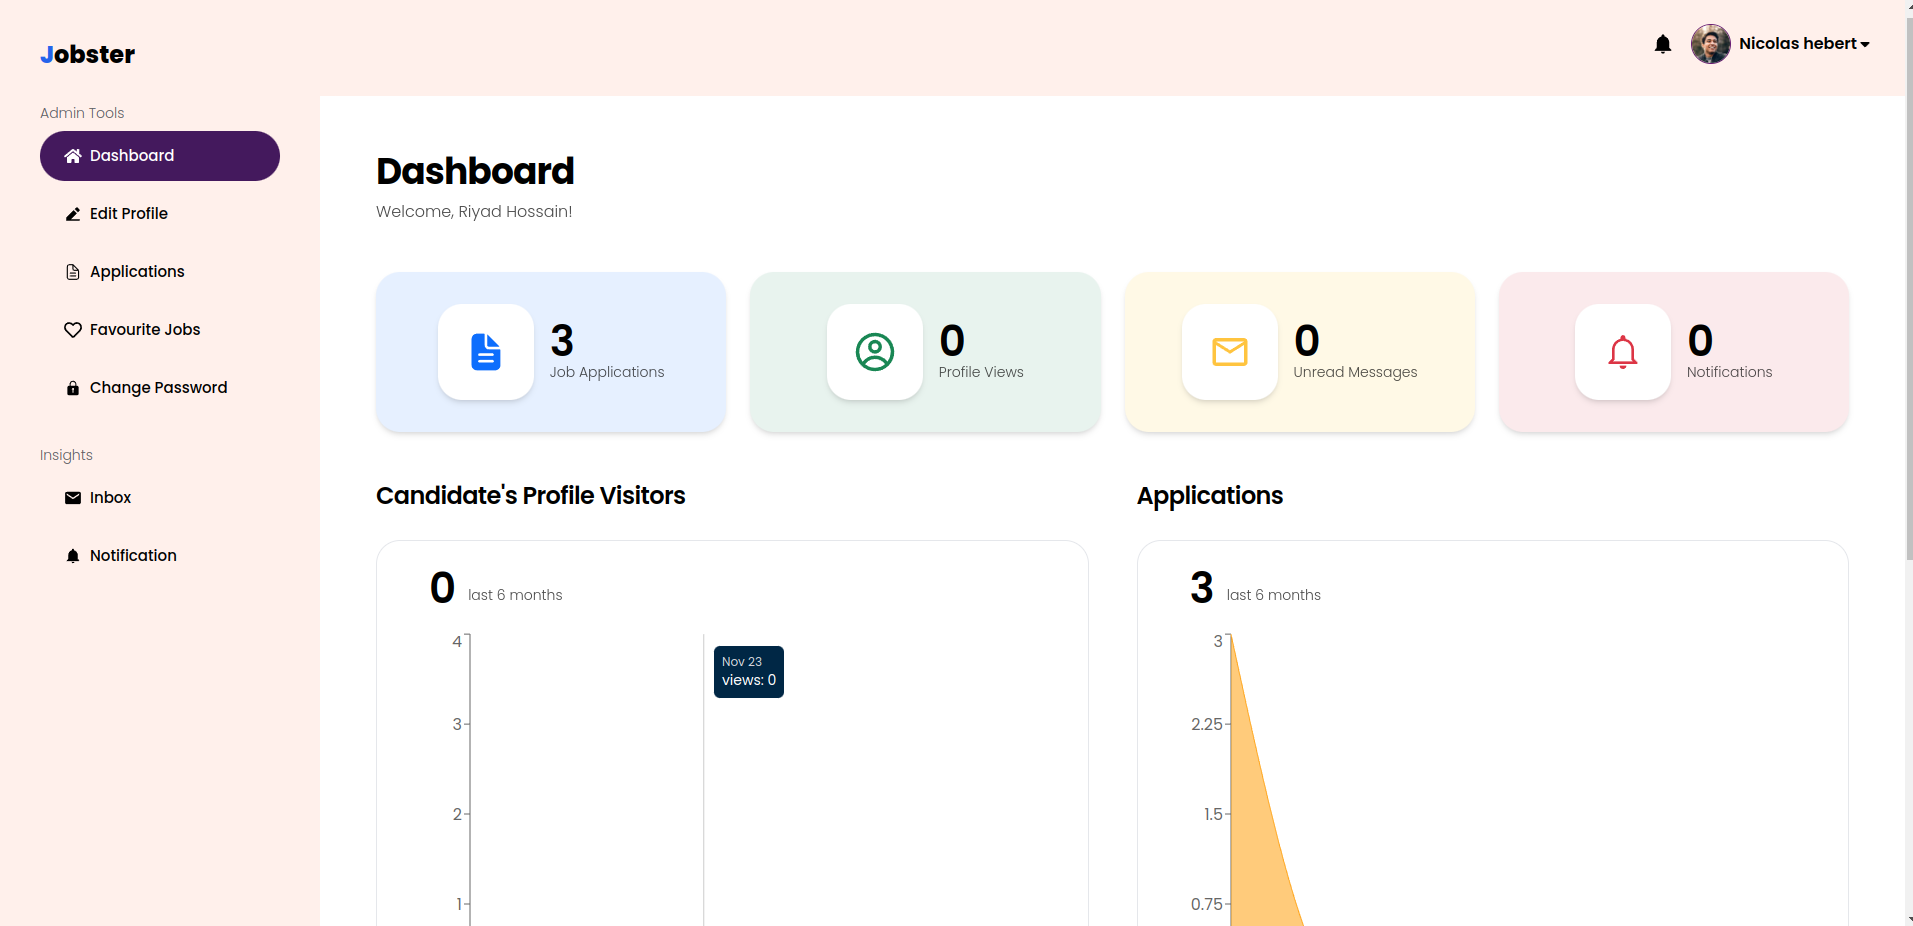 Jobster
Nicolas hebert
Admin Tools
Dashboard
Edit Profile
Applications
Favourite Jobs
Change Password
Insights
Inbox
Notification
Dashboard
Welcome, Riyad Hossain!
3
Job Applications
0
Profile Views
0
Unread Messages
0
Notifications
Candidate's Profile Visitors
0 last 6 months
4
3
2
1
Nov 23
views: 0
Applications
3 last 6 months
3
2.25
1.5
0.75